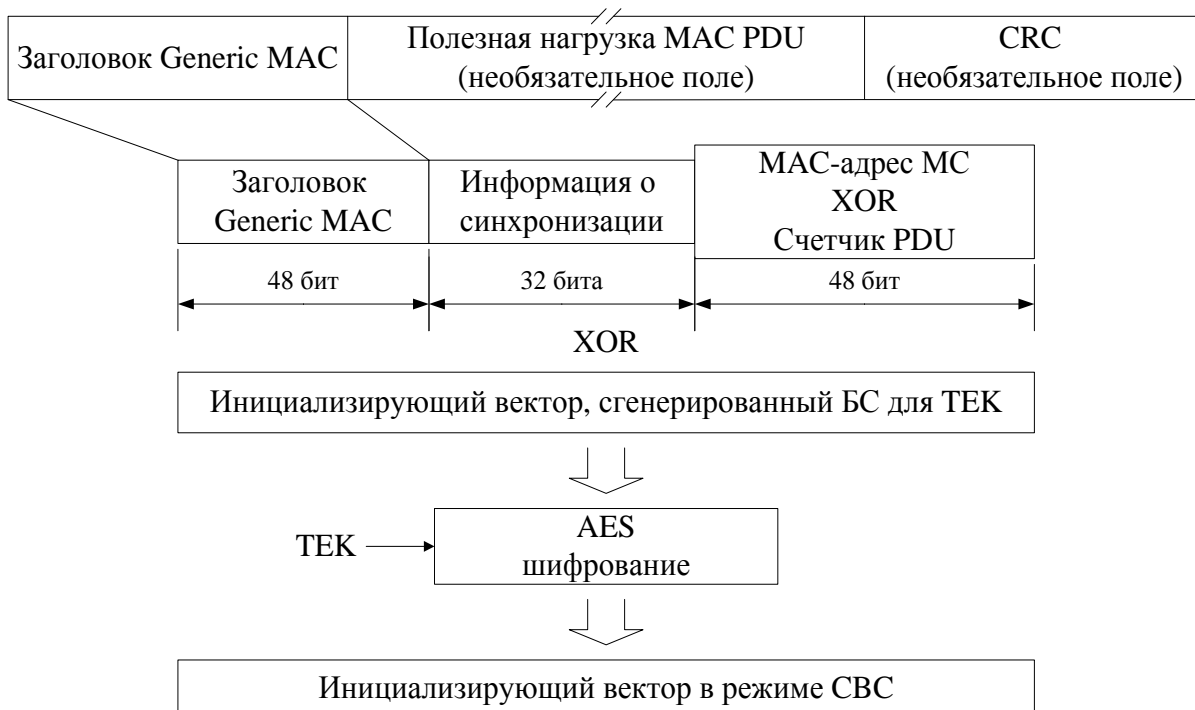 Заголовок Generic MAC
Полезная нагрузка MAC PDU
(необязательное поле)
CRC
(необязательное поле)
Заголовок
Generic MAC
Информация о
синхронизации
MAC-адрес МС
XOR
Счетчик PDU
48 бит
32 бита
48 бит
XOR
Инициализирующий вектор, сгенерированный БС для TEK
TEK
AES
шифрование
Инициализирующий вектор в режиме CBC